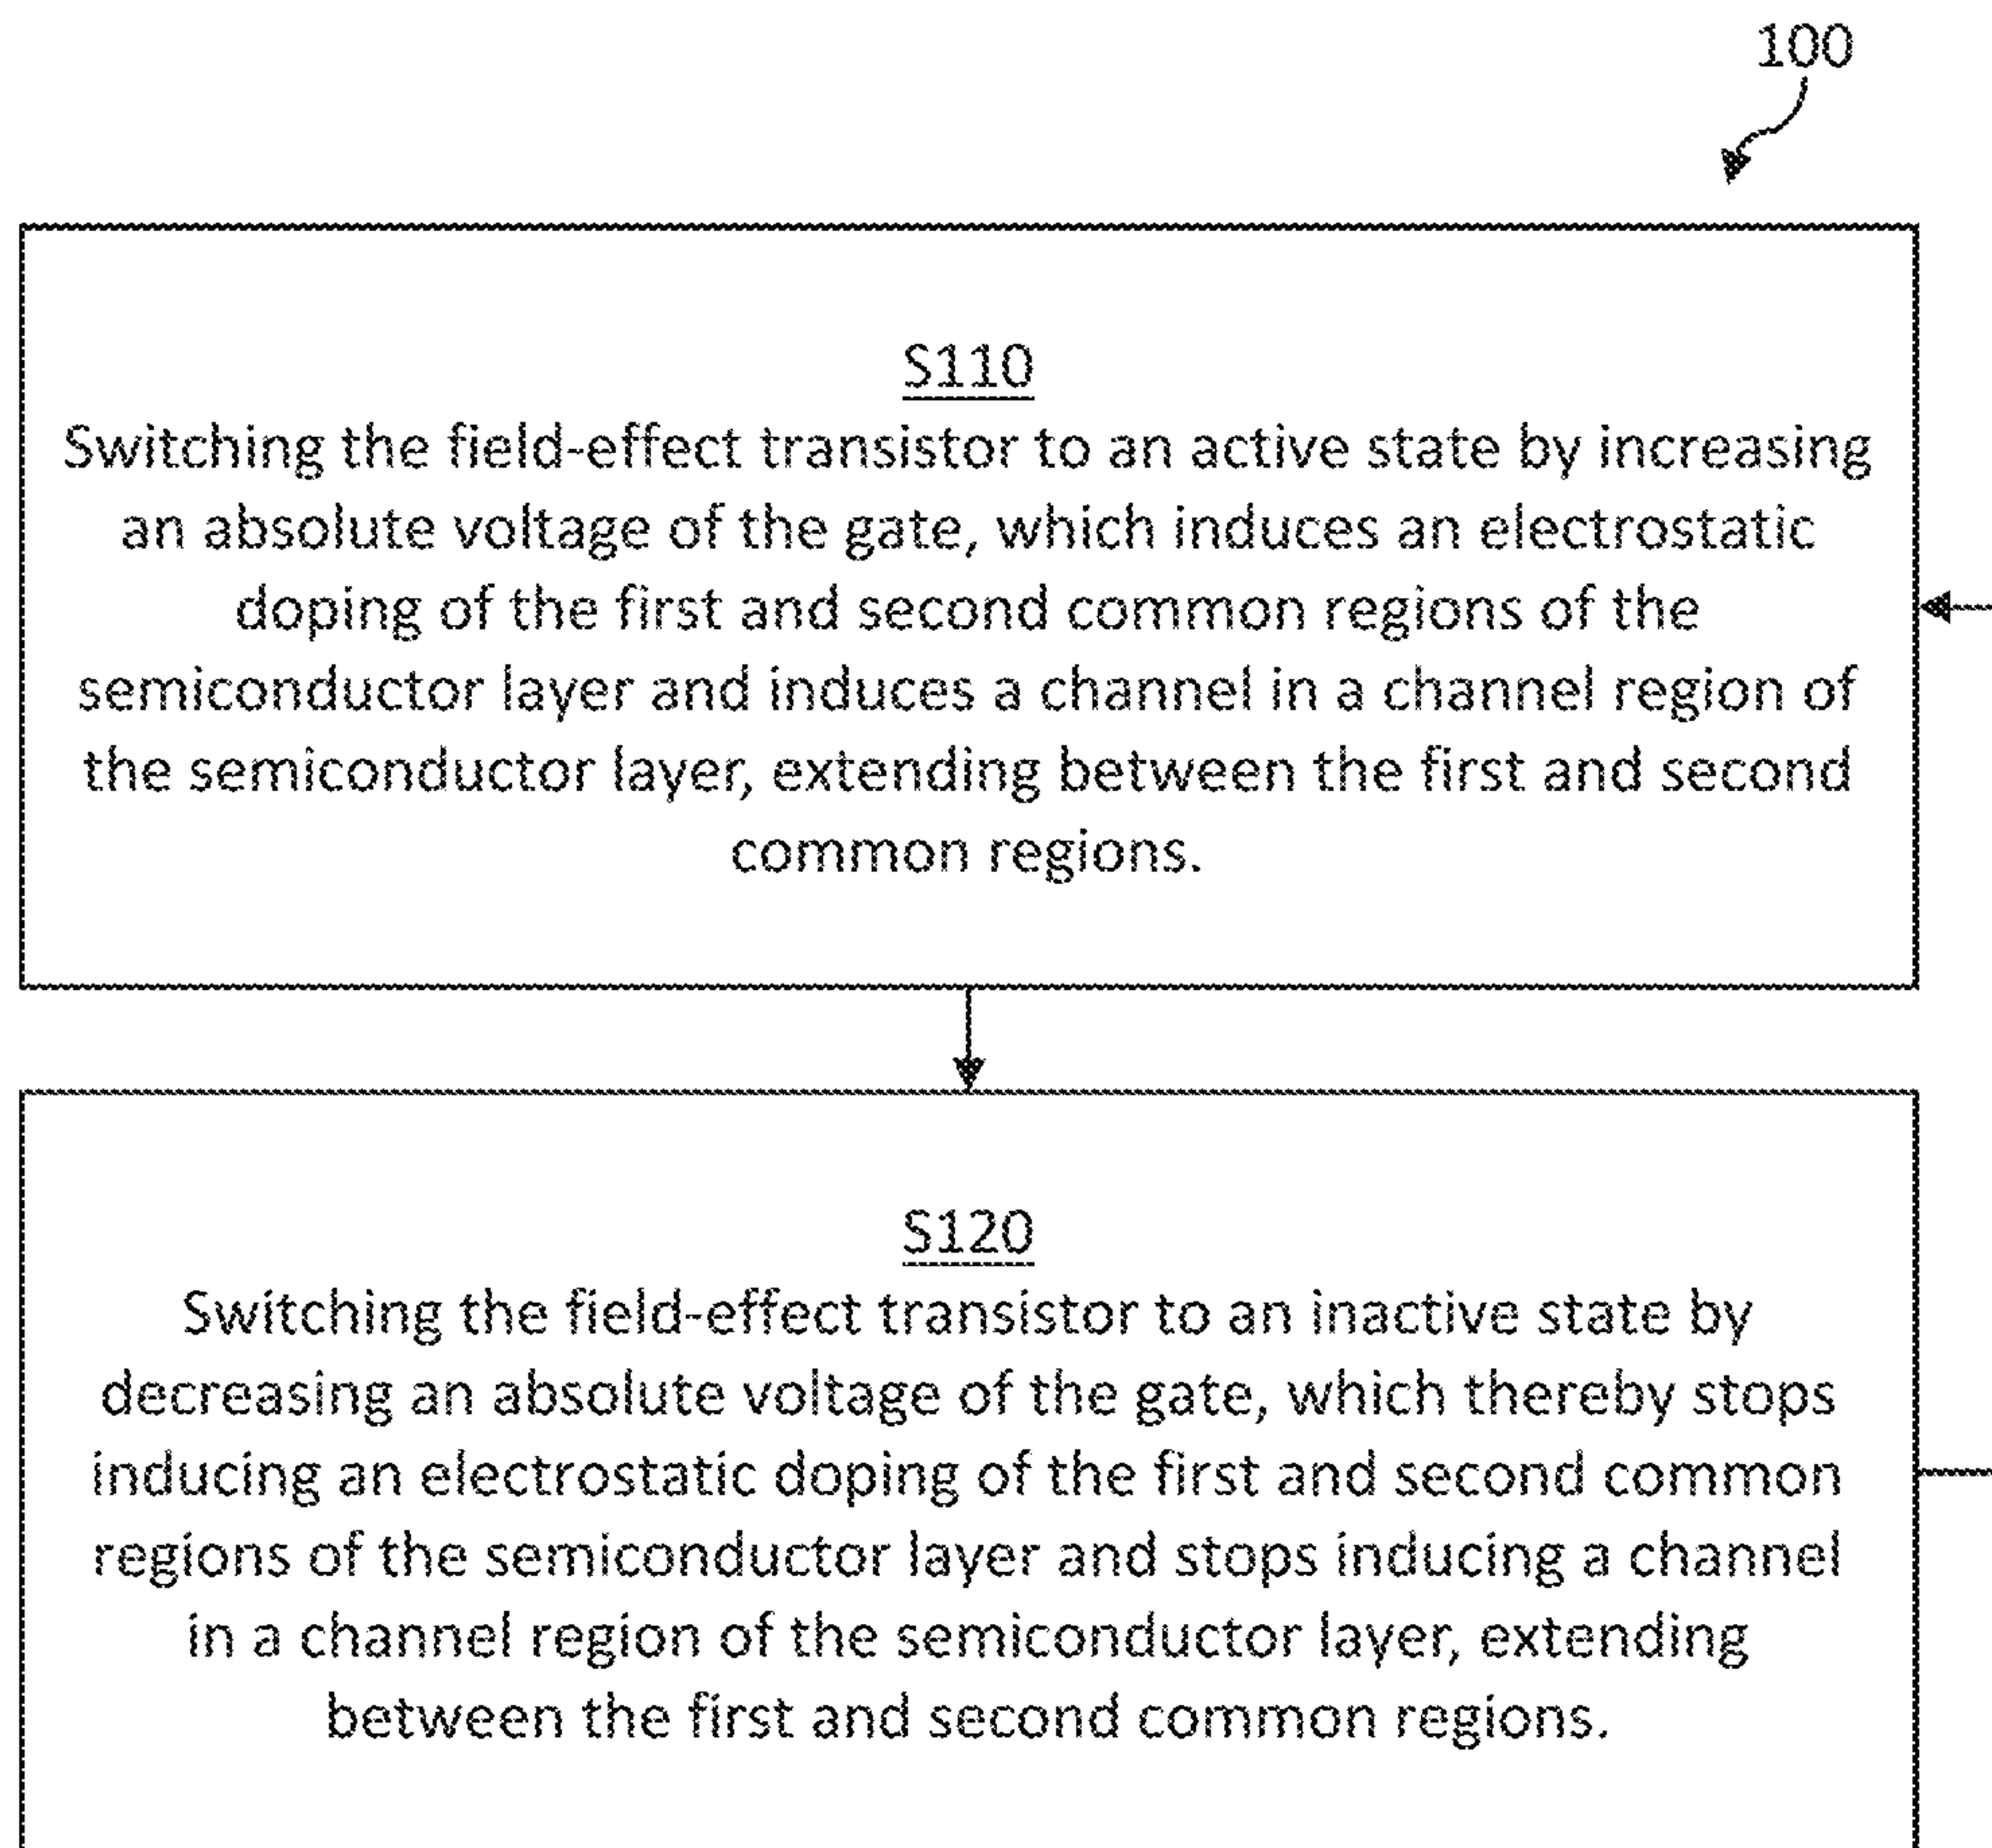 100
S110
Switching the field-effect transistor to an active state by increasing
an absolute voltage of the gate, which induces an electrostatic
doping of the first and second common regions of the
semiconductor layer and induces a channel in a channel region of
the semiconductor layer, extending between the first and second
common regions.
S120
Switching the field-effect transistor to an inactive state by
decreasing an absolute voltage of the gate, which thereby stops
inducing an electrostatic doping of the first and second common
regions of the semiconductor layer and stops inducing a channel
in a channel region of the semiconductor layer, extending
between the first and second common regions.